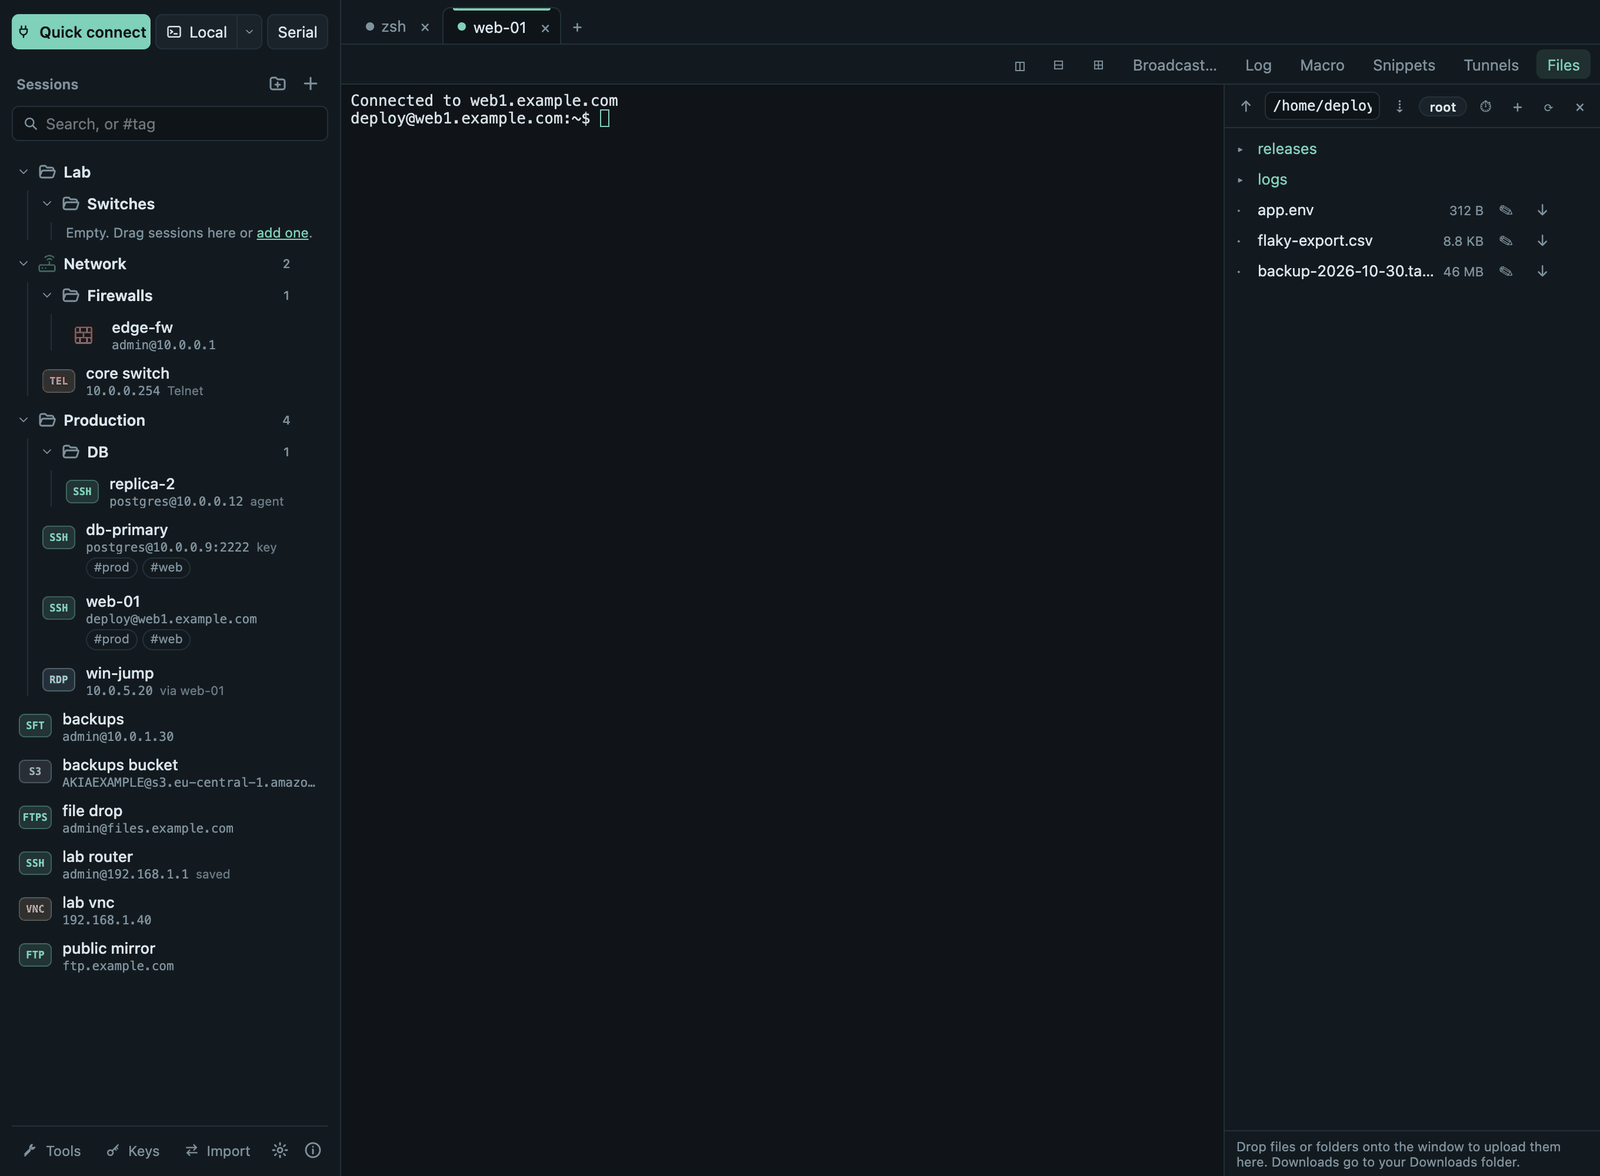 Quick connect
Local
Serial
Sessions
Search, or #tag
Lab
Switches
Empty. Drag sessions here or add one.
Network 2
Firewalls 1
edge-fw
admin@10.0.0.1
TEL
core switch
10.0.0.254 Telnet
Production 4
DB 1
SSH
replica-2
postgres@10.0.0.12 agent
SSH
db-primary
postgres@10.0.0.9:2222 key
#prod #web
SSH
web-01
deploy@web1.example.com
#prod #web
RDP
win-jump
10.0.5.20 via web-01
SFT
backups
admin@10.0.1.30
S3
backups bucket
AKIAEXAMPLE@s3.eu-central-1.amazo…
FTPS
file drop
admin@files.example.com
SSH
lab router
admin@192.168.1.1 saved
VNC
lab vnc
192.168.1.40
FTP
public mirror
ftp.example.com
Tools
Keys
Import
zsh
web-01
Broadcast...
Log
Macro
Snippets
Tunnels
Files
Connected to web1.example.com
deploy@web1.example.com:~$
/home/deploy
root
releases
logs
app.env 312 B
flaky-export.csv 8.8 KB
backup-2026-10-30.ta... 46 MB
Drop files or folders onto the window to upload them
here. Downloads go to your Downloads folder.